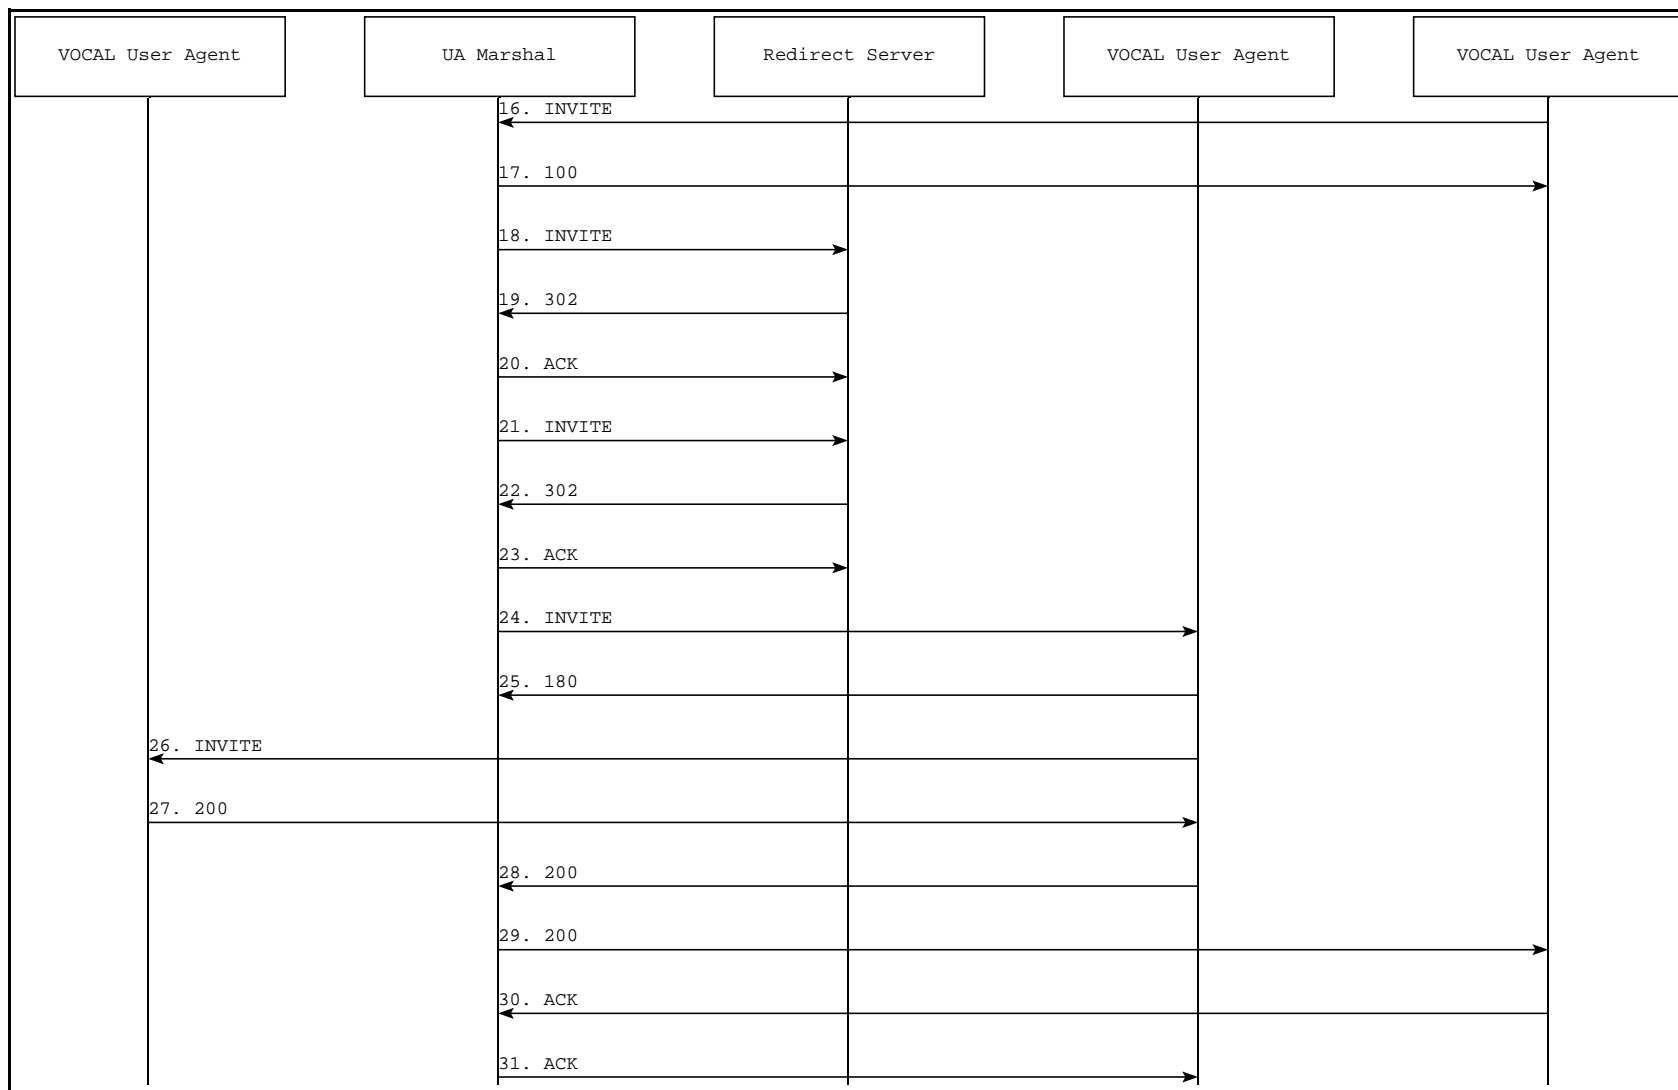 VOCAL User Agent
UA Marshal
Redirect Server
VOCAL User Agent
VOCAL User Agent
16. INVITE
17. 100
18. INVITE
19. 302
20. ACK
21. INVITE
22. 302
23. ACK
24. INVITE
25. 180
26. INVITE
27. 200
28. 200
29. 200
30. ACK
31. ACK